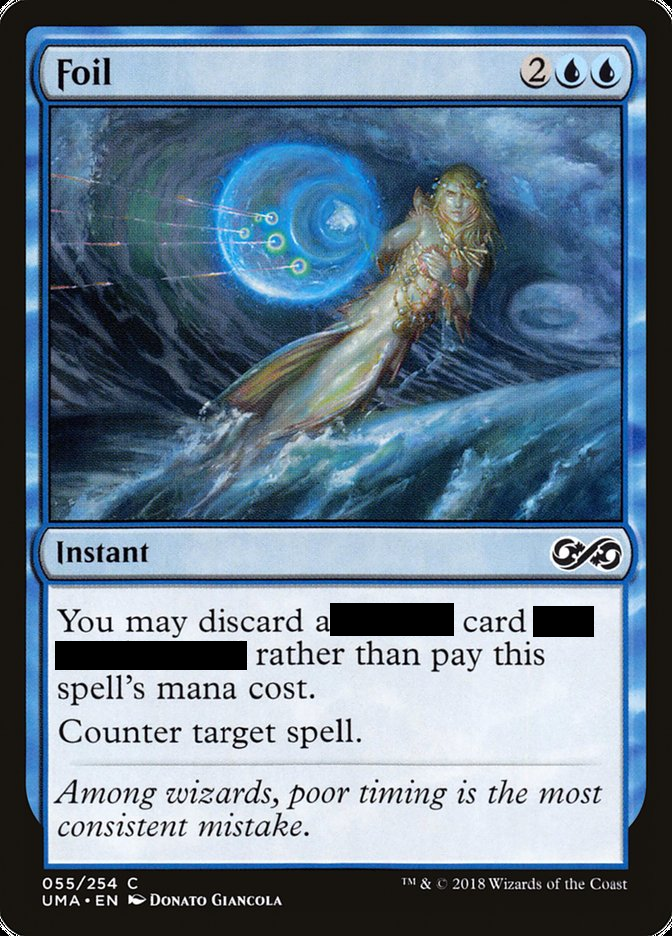 Foil
2
Instant
You may discard a card
rather than pay this
spell's mana cost.
Counter target spell.
Among wizards, poor timing is the most
consistent mistake.
055/254 C
™ & © 2018 Wizards of the Coast
UMA • EN Donato Giancola